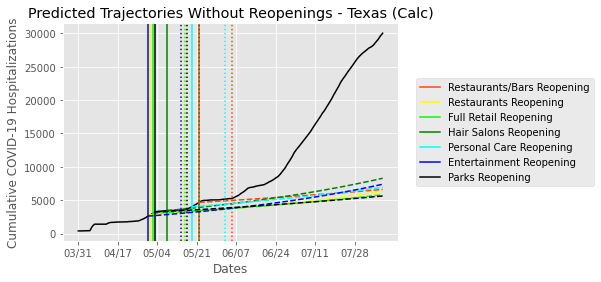 Predicted Trajectories Without Reopenings - Texas (Calc)
Cumulative COVID-19 Hospitalizations
30000
25000
20000
15000
10000
5000
0
03/31 04/17 05/04 05/21 06/07 06/24 07/11 07/28
Dates
Restaurants/Bars Reopening
Restaurants Reopening
Full Retail Reopening
Hair Salons Reopening
Personal Care Reopening
Entertainment Reopening
Parks Reopening